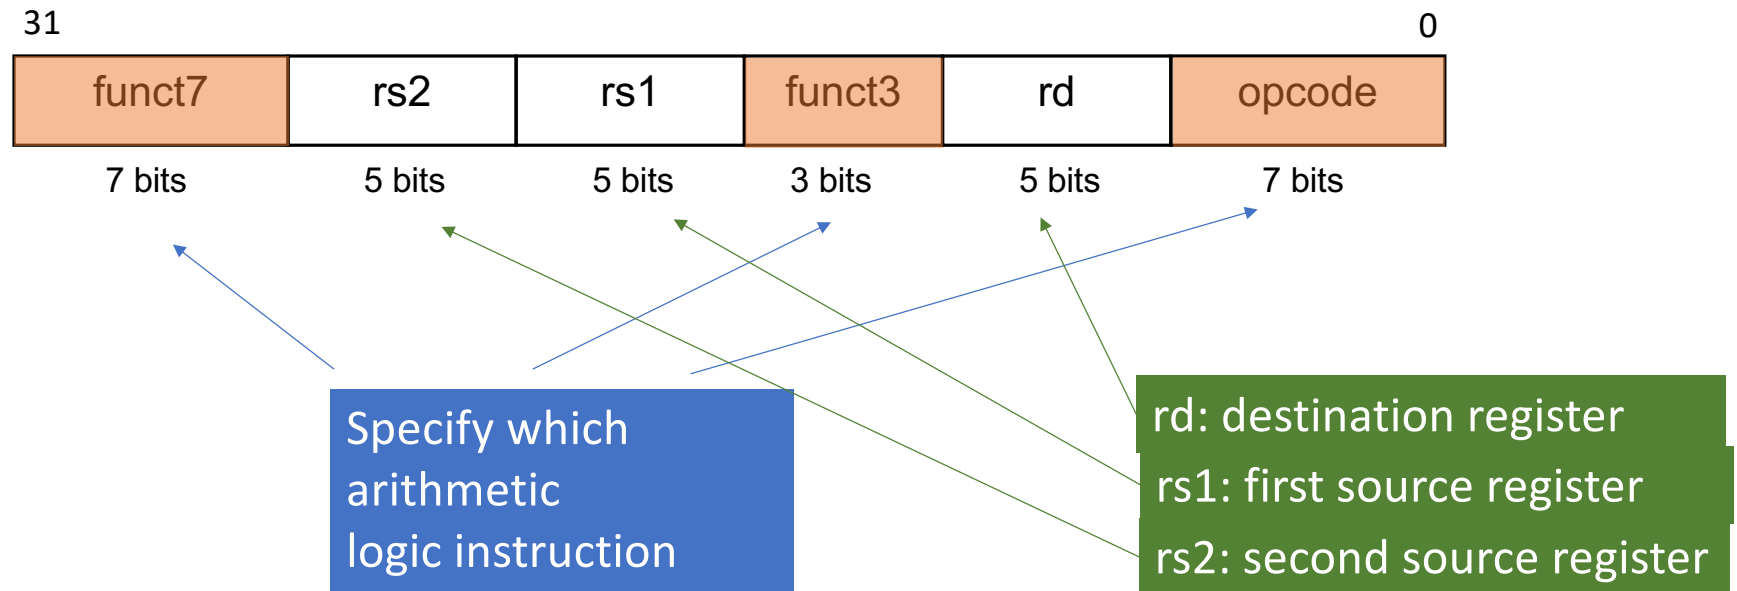 31 0
funct7 rs2 rs1 funct3 rd opcode
7 bits 5 bits 5 bits 3 bits 5 bits 7 bits
Specify which
arithmetic
logic instruction
rd: destination register
rs1: first source register
rs2: second source register